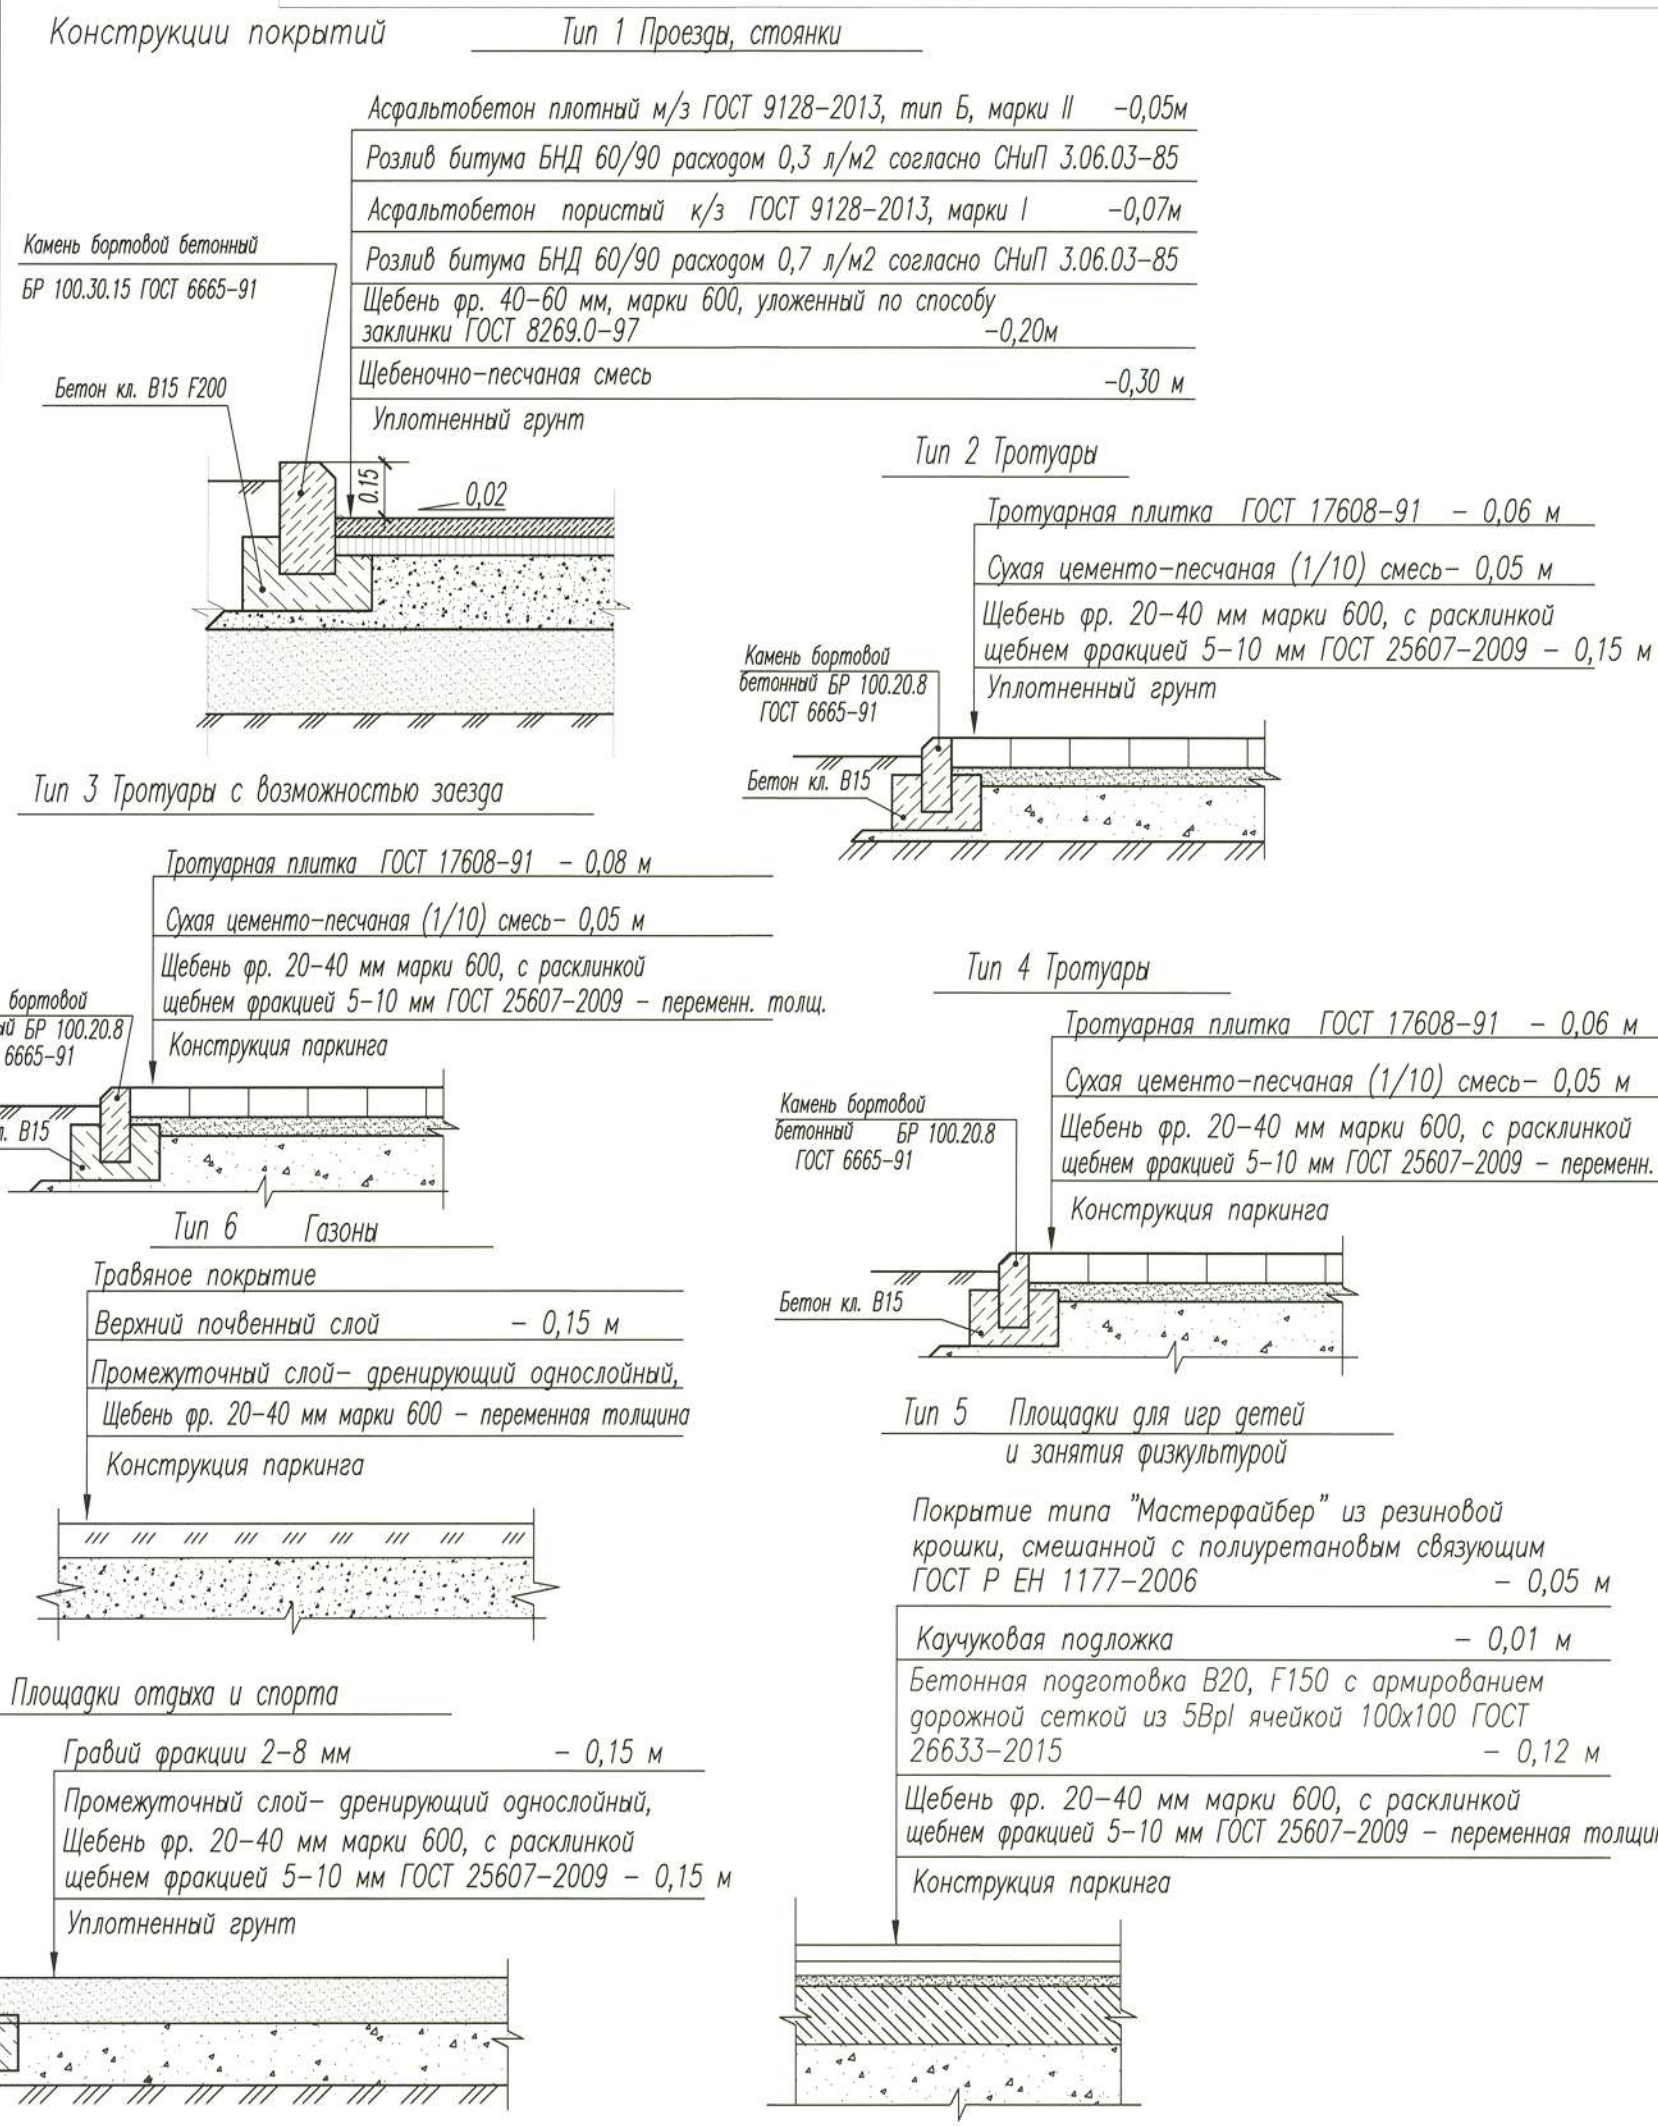 Конструкции покрытий
Тип 1 Проезды, стоянки
Асфальтобетон плотный м/з ГОСТ 9128-2013, тип Б, марки II -0,05м
Розлив битума БНД 60/90 расходом 0,3 л/м2 согласно СНиП 3.06.03-85
Асфальтобетон пористый к/з ГОСТ 9128-2013, марки I -0,07м
Розлив битума БНД 60/90 расходом 0,7 л/м2 согласно СНиП 3.06.03-85
Щебень фр. 40-60 мм, марки 600, уложенный по способу
заклинки ГОСТ 8269.0-97 -0,20м
Щебеночно-песчаная смесь -0,30 м
Уплотненный грунт
Камень бортовой бетонный
БР 100.30.15 ГОСТ 6665-91
Бетон кл. В15 F200
0.15
0,02
Тип 2 Тротуары
Тротуарная плитка ГОСТ 17608-91 - 0,06 м
Сухая цементо-песчаная (1/10) смесь- 0,05 м
Щебень фр. 20-40 мм марки 600, с расклинкой
щебнем фракцией 5-10 мм ГОСТ 25607-2009 - 0,15 м
Уплотненный грунт
Камень бортовой
бетонный БР 100.20.8
ГОСТ 6665-91
Бетон кл. В15
Тип 3 Тротуары с возможностью заезда
Тротуарная плитка ГОСТ 17608-91 - 0,08 м
Сухая цементо-песчаная (1/10) смесь- 0,05 м
Щебень фр. 20-40 мм марки 600, с расклинкой
щебнем фракцией 5-10 мм ГОСТ 25607-2009 - переменн. толщ.
Конструкция паркинга
бортовой
ый БР 100.20.8
6665-91
л. В15
Тип 4 Тротуары
Тротуарная плитка ГОСТ 17608-91 - 0,06 м
Сухая цементо-песчаная (1/10) смесь- 0,05 м
Щебень фр. 20-40 мм марки 600, с расклинкой
щебнем фракцией 5-10 мм ГОСТ 25607-2009 - переменн.
Конструкция паркинга
Камень бортовой
бетонный БР 100.20.8
ГОСТ 6665-91
Бетон кл. В15
Тип 6 Газоны
Травяное покрытие
Верхний почвенный слой - 0,15 м
Промежуточный слой- дренирующий однослойный,
Щебень фр. 20-40 мм марки 600 - переменная толщина
Конструкция паркинга
Тип 5 Площадки для игр детей
и занятия физкультурой
Покрытие типа "Мастерфайбер" из резиновой
крошки, смешанной с полиуретановым связующим
ГОСТ Р ЕН 1177-2006 - 0,05 м
Каучуковая подложка - 0,01 м
Бетонная подготовка В20, F150 с армированием
дорожной сеткой из 5ВрI ячейкой 100х100 ГОСТ
26633-2015 - 0,12 м
Щебень фр. 20-40 мм марки 600, с расклинкой
щебнем фракцией 5-10 мм ГОСТ 25607-2009 - переменная
Конструкция паркинга
Площадки отдыха и спорта
Гравий фракции 2-8 мм - 0,15 м
Промежуточный слой- дренирующий однослойный,
Щебень фр. 20-40 мм марки 600, с расклинкой
щебнем фракцией 5-10 мм ГОСТ 25607-2009 - 0,15 м
Уплотненный грунт